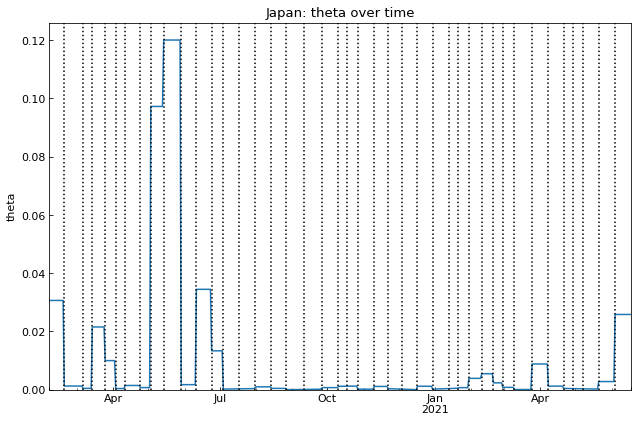 Japan: theta over time
theta
0.12
0.10
0.08
0.06
0.04
0.02
0.00
Apr
Jul
Oct
Jan
2021
Apr